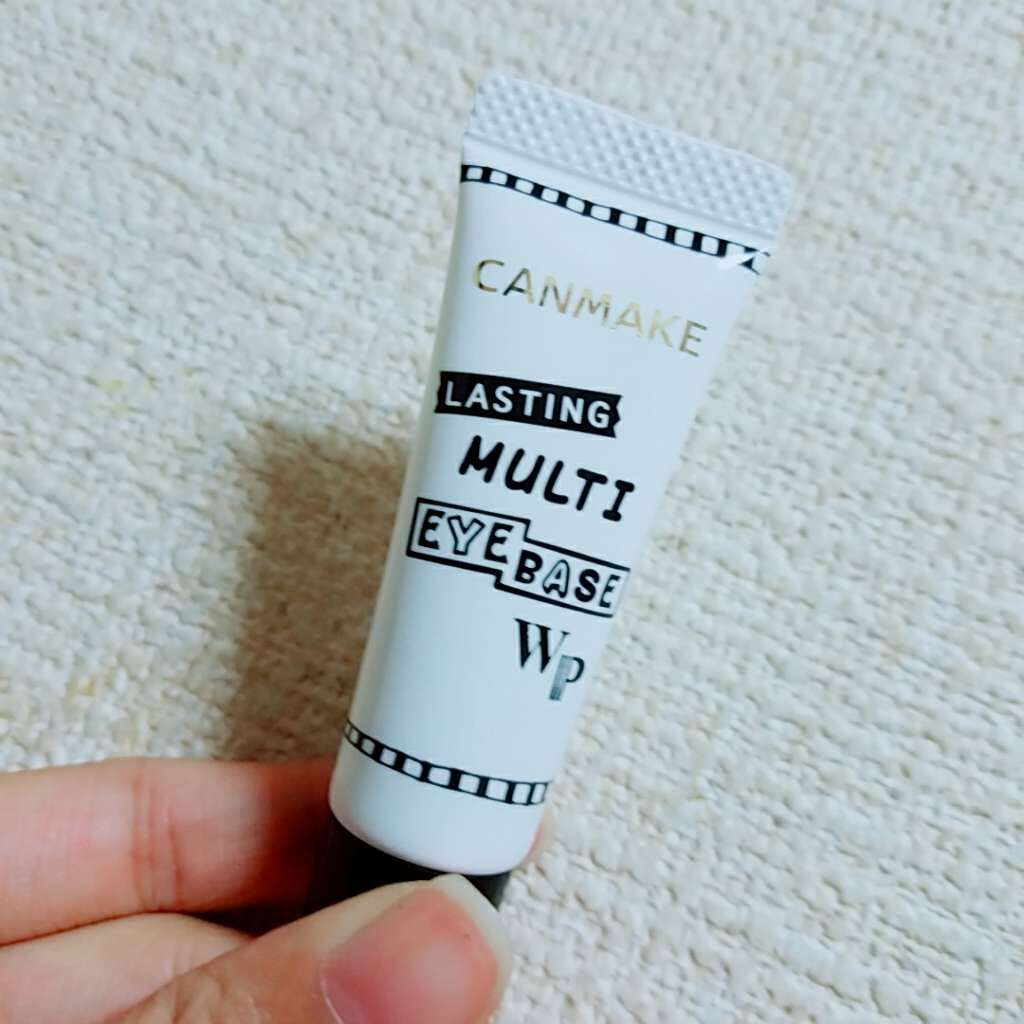 CANMAKE
LASTING
MULTI
EYE BASE
WP